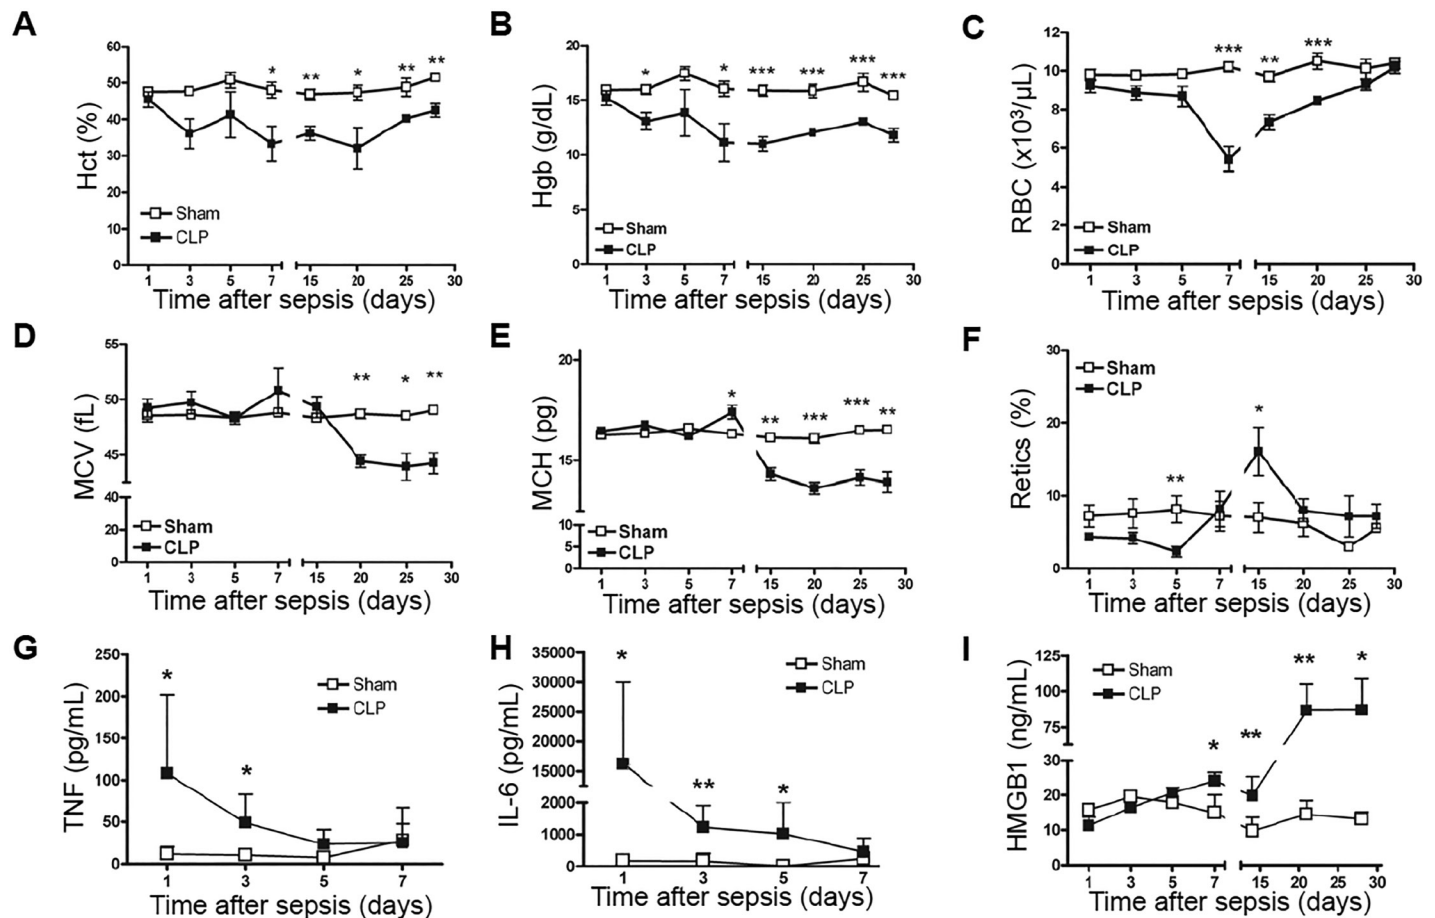 A
Hct (%)
60
50
40
30
20
10
0
* ** * ** **
Sham
CLP
1 3 5 7 15 20 25 30
Time after sepsis (days)
B
Hgb (g/dL)
20
15
10
5
0
* * *** *** *** ***
Sham
CLP
1 3 5 7 15 20 25 30
Time after sepsis (days)
C
RBC (x10³/µL)
12
10
8
6
4
2
0
*** ** ***
Sham
CLP
1 3 5 7 15 20 25 30
Time after sepsis (days)
D
MCV (fL)
55
50
45
40
20
0
** * **
Sham
CLP
1 3 5 7 15 20 25 30
Time after sepsis (days)
E
MCH (pg)
20
15
10
5
0
* ** *** *** **
Sham
CLP
1 3 5 7 15 20 25 30
Time after sepsis (days)
F
Retics (%)
30
20
10
0
Sham
CLP
** *
1 3 5 7 15 20 25 30
Time after sepsis (days)
G
TNF (pg/mL)
250
200
150
100
50
0
* *
Sham
CLP
1 3 5 7
Time after sepsis (days)
H
IL-6 (pg/mL)
35000
30000
25000
20000
15000
2000
1000
0
* ** *
Sham
CLP
1 3 5 7
Time after sepsis (days)
I
HMGB1 (ng/mL)
125
100
75
30
20
10
0
Sham
CLP
* ** ** *
1 3 5 7 15 20 25 30
Time after sepsis (days)